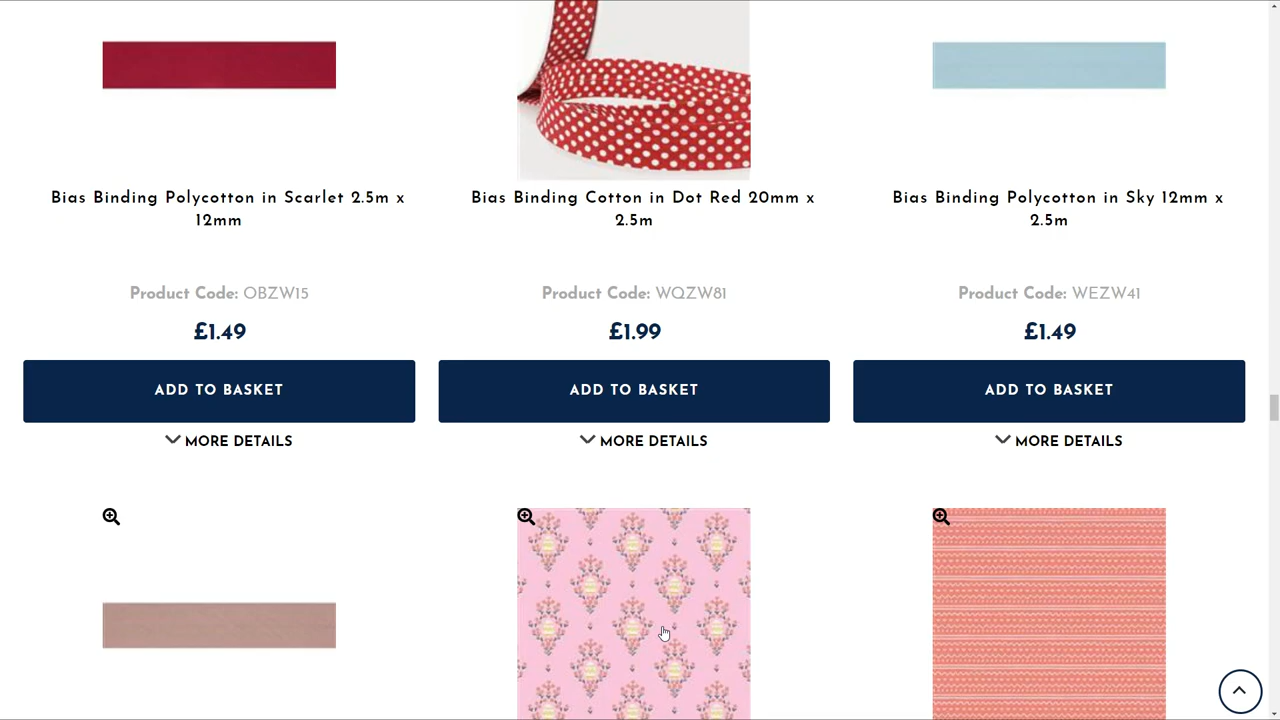 Bias Binding Polycotton in Scarlet 2.5m x
12mm
Product Code: OBZW15
£1.49
ADD TO BASKET
MORE DETAILS
Bias Binding Cotton in Dot Red 20mm x
2.5m
Product Code: WQZW81
£1.99
ADD TO BASKET
MORE DETAILS
Bias Binding Polycotton in Sky 12mm x
2.5m
Product Code: WEZW41
£1.49
ADD TO BASKET
MORE DETAILS